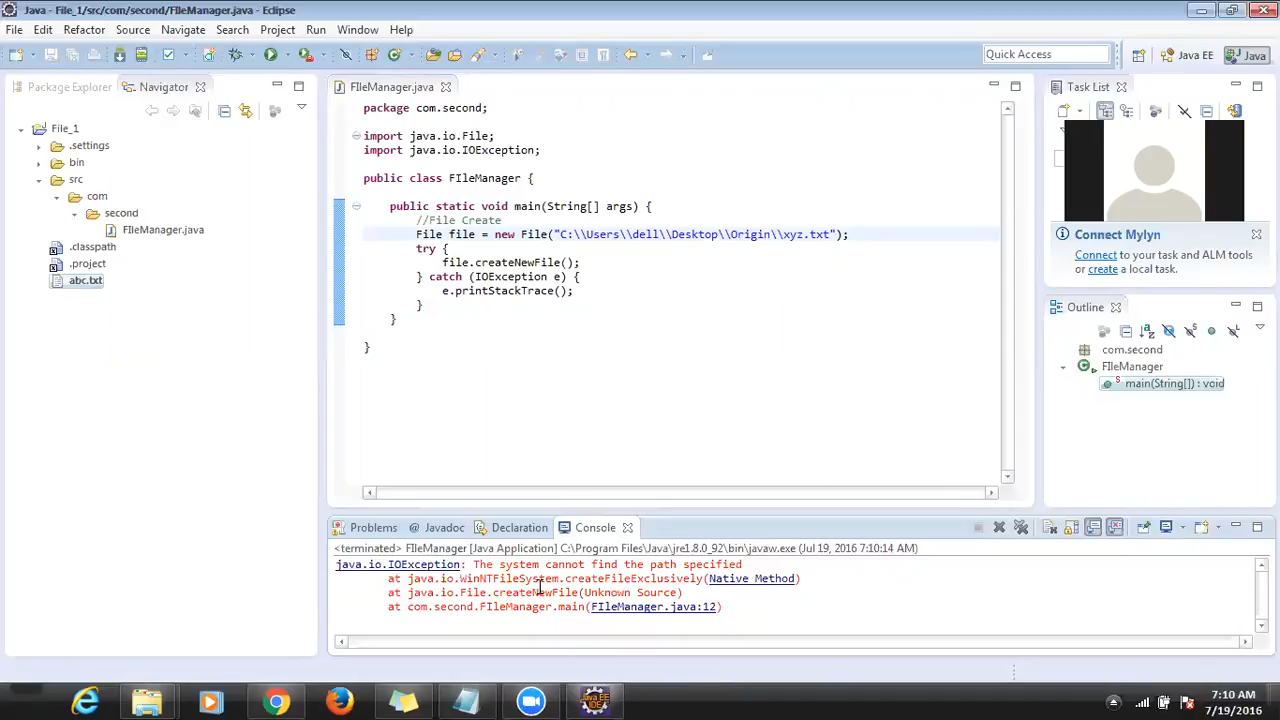 Java - File_1/src/com/second/FIleManager.java - Eclipse
File Edit Refactor Source Navigate Search Project Run Window Help
Quick Access
Java EE
Java
Package Explorer
Navigator
File_1
.settings
bin
src
com
second
FIleManager.java
.classpath
.project
abc.txt
FIleManager.java
package com.second;
import java.io.File;
import java.io.IOException;
public class FIleManager {
public static void main(String[] args) {
//File Create
File file = new File("C:\\Users\\dell\\Desktop\\Origin\\xyz.txt");
try {
file.createNewFile();
} catch (IOException e) {
e.printStackTrace();
}
}
}
Task List
Connect Mylyn
Connect to your task and ALM tools
or create a local task.
Outline
com.second
FIleManager
main(String[]) : void
Problems @ Javadoc Declaration Console
<terminated> FIleManager [Java Application] C:\Program Files\Java\jre1.8.0_92\bin\javaw.exe (Jul 19, 2016 7:10:14 AM)
java.io.IOException: The system cannot find the path specified
at java.io.WinNTFileSystem.createFileExclusively(Native Method)
at java.io.File.createNewFile(Unknown Source)
at com.second.FIleManager.main(FIleManager.java:12)
Java EE
IDE
7:10 AM
7/19/2016